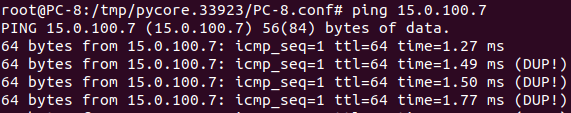 root@PC-8:/tmp/pycore.33923/PC-8.conf# ping 15.0.100.7
PING 15.0.100.7 (15.0.100.7) 56(84) bytes of data.
64 bytes from 15.0.100.7: icmp_seq=1 ttl=64 time=1.27 ms
64 bytes from 15.0.100.7: icmp_seq=1 ttl=64 time=1.49 ms (DUP!)
64 bytes from 15.0.100.7: icmp_seq=1 ttl=64 time=1.50 ms (DUP!)
64 bytes from 15.0.100.7: icmp_seq=1 ttl=64 time=1.77 ms (DUP!)